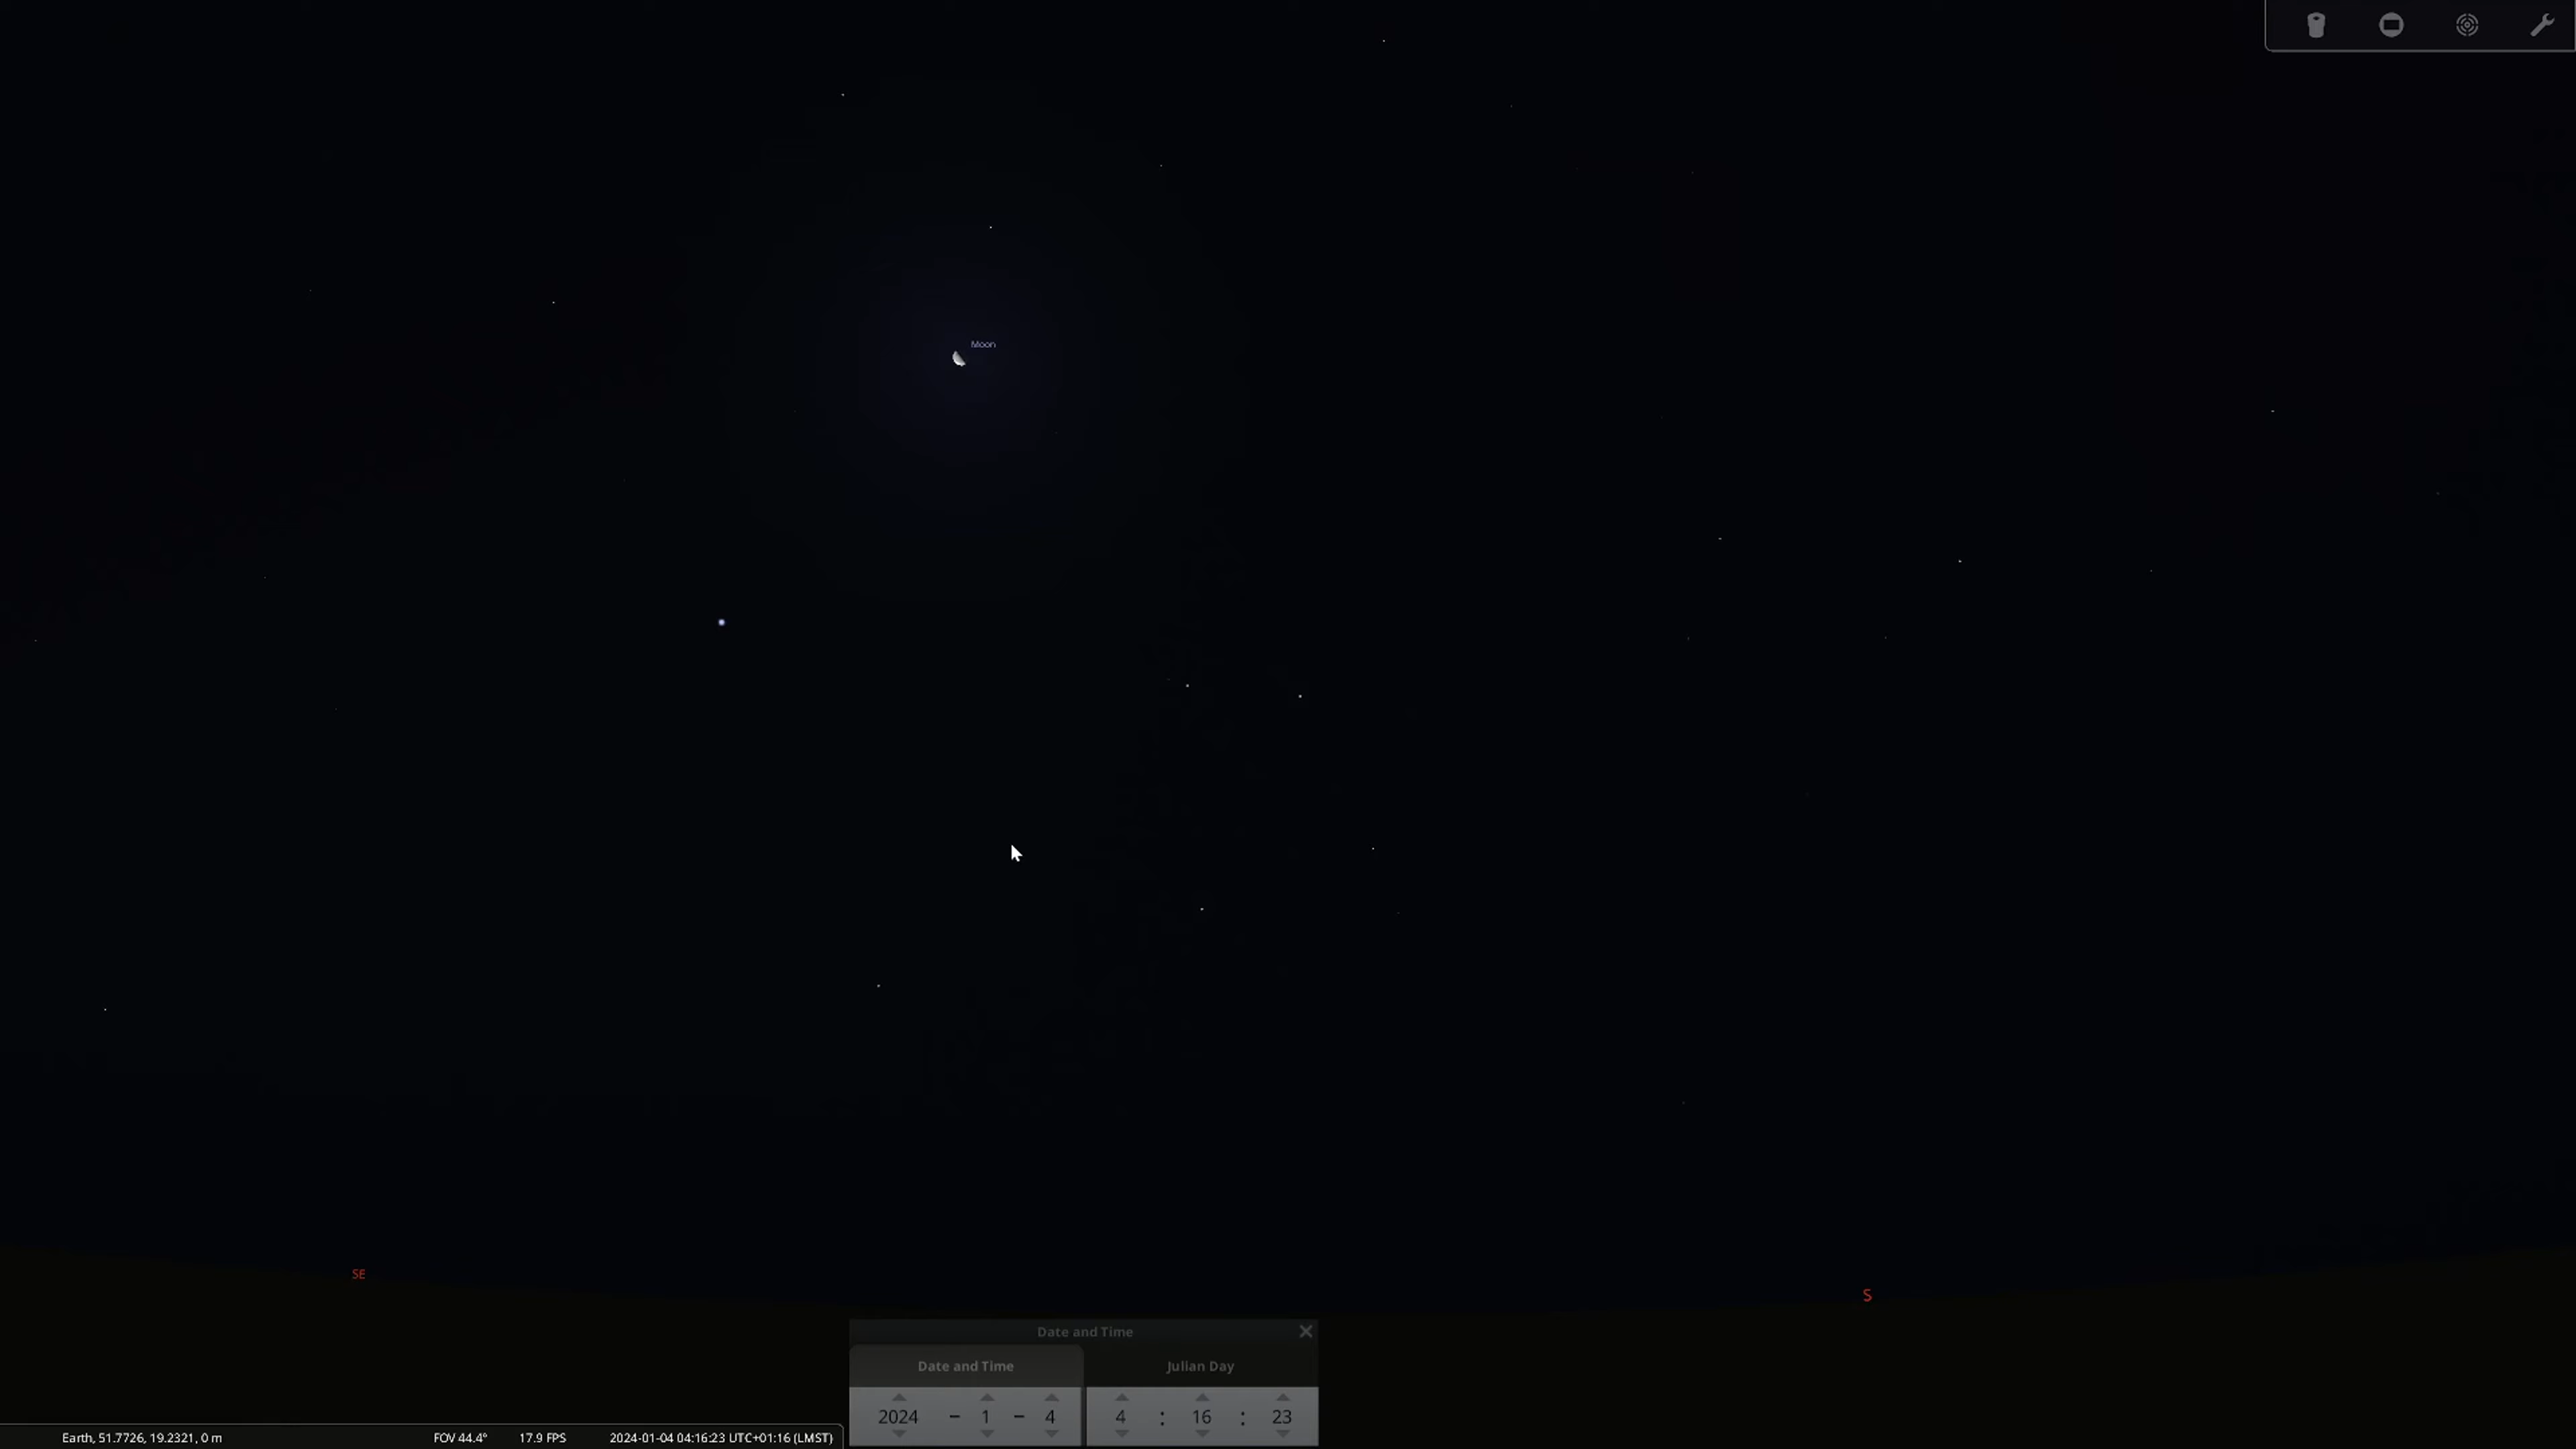 Moon
SE
S
Date and Time
Date and Time Julian Day
2024 - 1 - 4 4 : 16 : 23
Earth, 51.7726, 19.2321, 0 m FOV 44.4° 17.9 FPS 2024-01-04 04:16:23 UTC+01:16 (LMST)